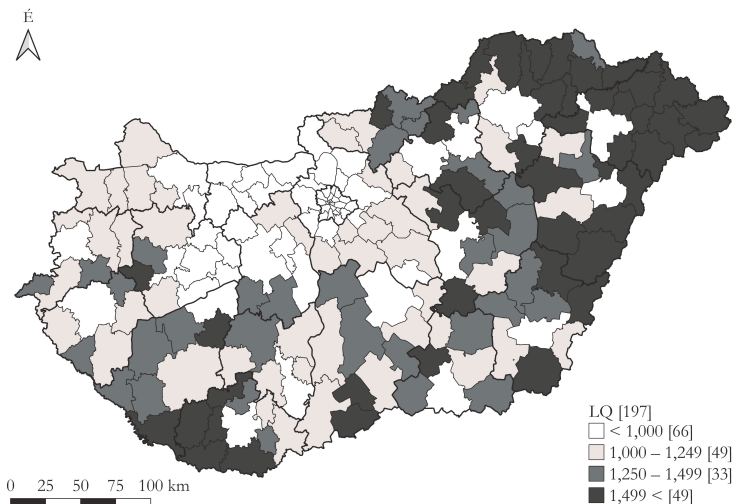 É
LQ [197]
< 1,000 [66]
1,000 – 1,249 [49]
1,250 – 1,499 [33]
1,499 < [49]
0 25 50 75 100 km